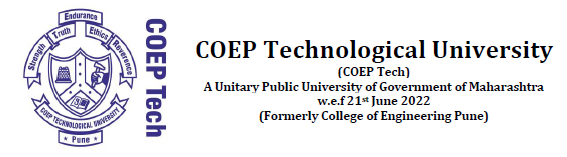 Endurance
Truth
Ethics
Strength
Reverence
COEP TECHNOLOGICAL UNIVERSITY
Pune
COEP Tech
COEP Technological University
(COEP Tech)
A Unitary Public University of Government of Maharashtra
w.e.f 21st June 2022
(Formerly College of Engineering Pune)